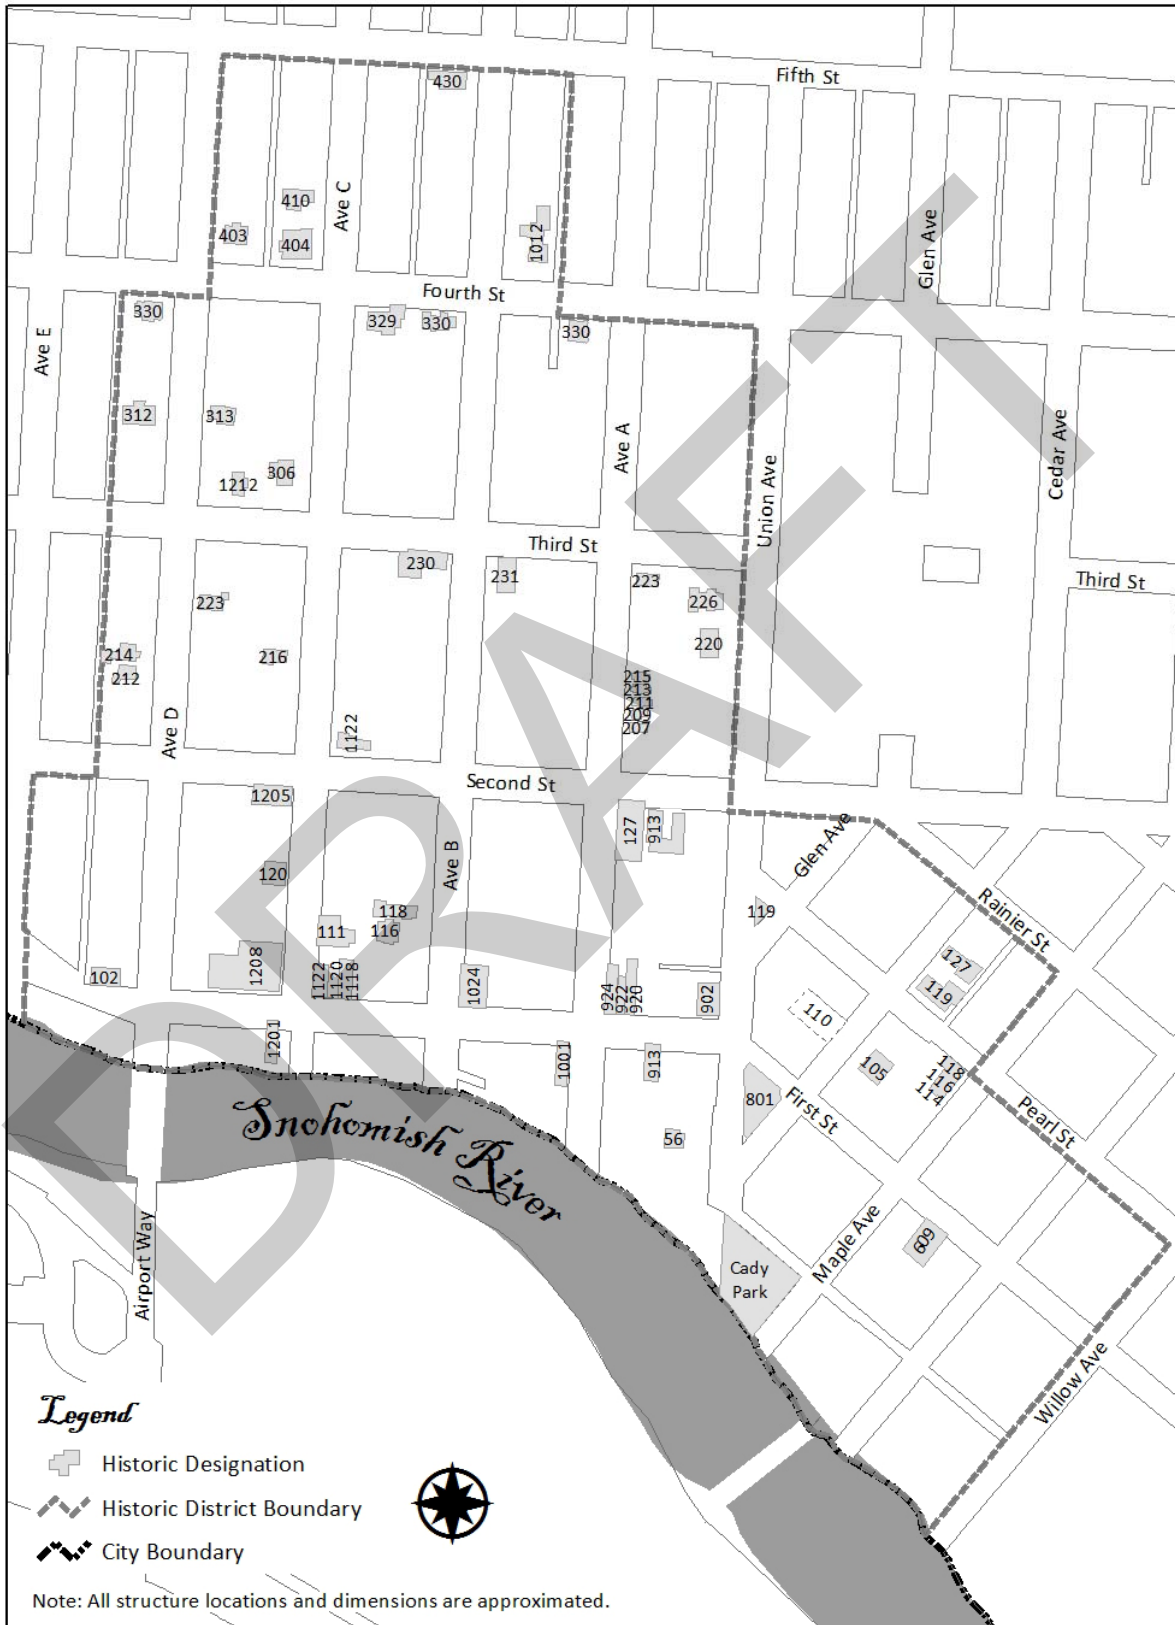 Fifth St
430
410
Ave C
403
404
1012
Glen Ave
Fourth St
330
329
330
330
Ave E
312
313
Ave A
306
1212
Union Ave
Cedar Ave
Third St
230
231
223
Third St
223
226
220
214
212
216
215
213
211
209
207
Ave D
1122
Second St
1205
127
913
Glen Ave
Ave B
120
118
116
111
119
Rainier St
127
119
102
1208
1122
1120
1118
1024
924
922
920
902
110
1201
1001
913
105
118
116
114
801
First St
Pearl St
56
Snohomish River
609
Maple Ave
Cady
Park
Airport Way
Willow Ave
DRAFT
Legend
Historic Designation
Historic District Boundary
City Boundary
Note: All structure locations and dimensions are approximated.